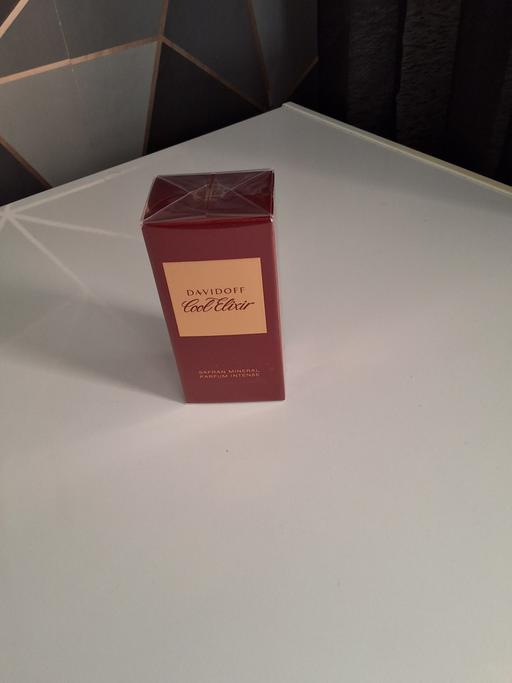 DAVIDOFF
Cool Elixir
SAFRAN MINERAL
PARFUM INTENSE